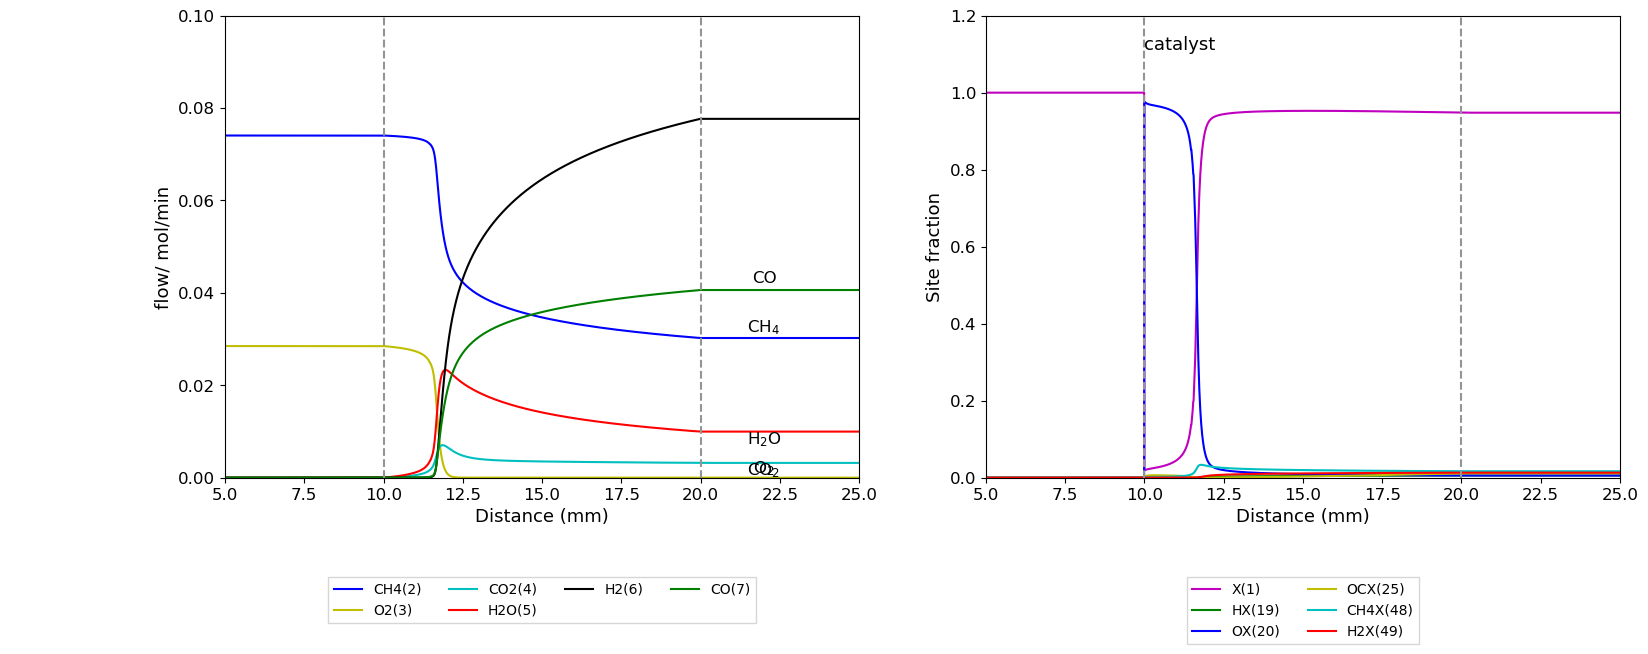 0.10
0.08
0.06
0.04
0.02
0.00
flow/ mol/min
CO
CH₄
H₂O
O₂
CO₂
5.0 7.5 10.0 12.5 15.0 17.5 20.0 22.5 25.0
Distance (mm)
CH4(2) CO2(4) H2(6) CO(7)
O2(3) H2O(5)
1.2
1.0
0.8
0.6
0.4
0.2
0.0
Site fraction
catalyst
5.0 7.5 10.0 12.5 15.0 17.5 20.0 22.5 25.0
Distance (mm)
X(1) OCX(25)
HX(19) CH4X(48)
OX(20) H2X(49)